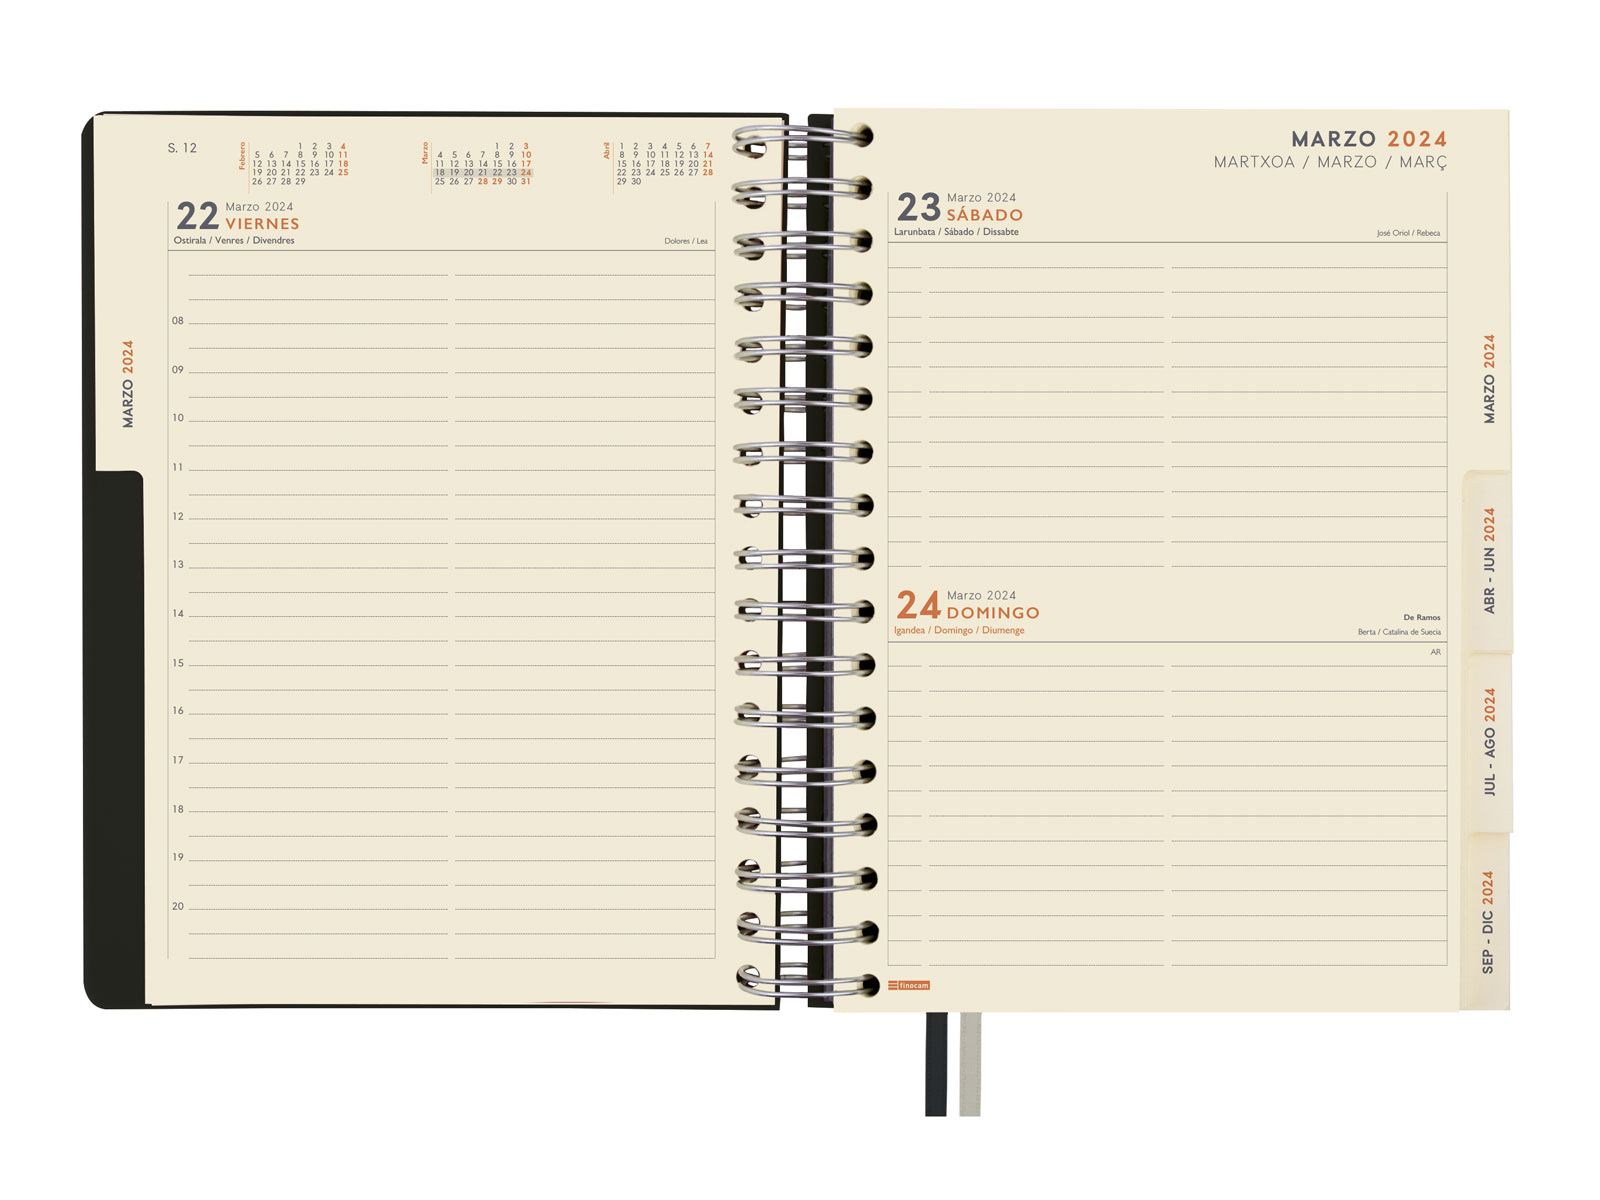 S. 12
Febrero
1 2 3 4
5 6 7 8 9 10 11
12 13 14 15 16 17 18
19 20 21 22 23 24 25
26 27 28 29
Marzo
1 2 3
4 5 6 7 8 9 10
11 12 13 14 15 16 17
18 19 20 21 22 23 24
25 26 27 28 29 30 31
Abril
1 2 3 4 5 6 7
8 9 10 11 12 13 14
15 16 17 18 19 20 21
22 23 24 25 26 27 28
29 30
22 Marzo 2024
VIERNES
Ostirala / Venres / Divendres
Dolores / Lea
08
09
10
11
12
13
14
15
16
17
18
19
20
MARZO 2024
MARZO 2024
MARTXOA / MARZO / MARÇ
23 Marzo 2024
SÁBADO
Larunbata / Sábado / Dissabte
José Oriol / Rebeca
24 Marzo 2024
DOMINGO
Igandea / Domingo / Diumenge
De Ramos
Berta / Catalina de Suecia
AR
finocam
MARZO 2024
ABR - JUN 2024
JUL - AGO 2024
SEP - DIC 2024